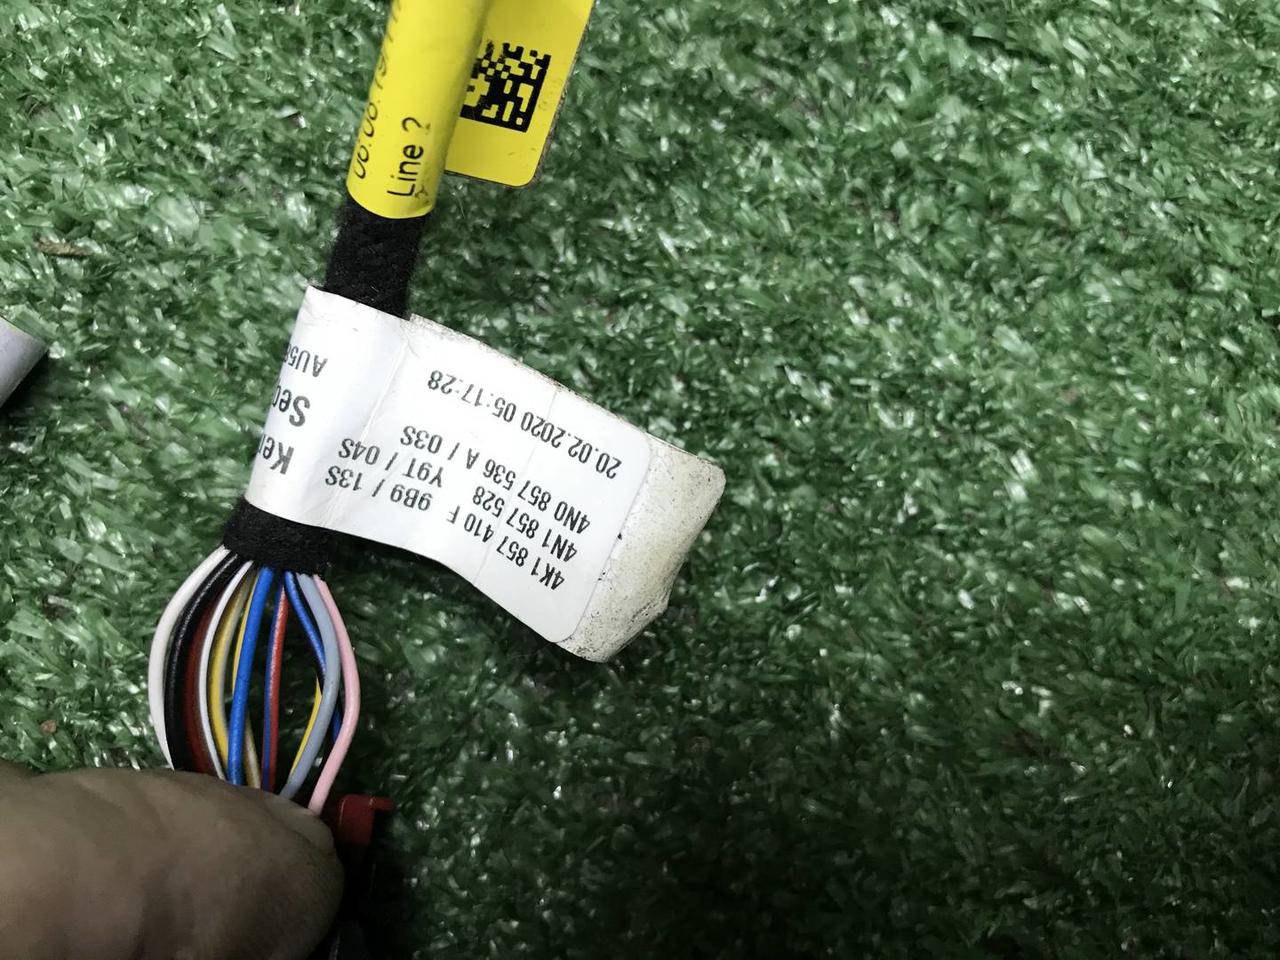 Line 2
4K1 857 410 F 9B9 / 13S
4N1 857 528 Y9T / 04S
4N0 857 536 A / 03S
20.02.2020 05:17:28